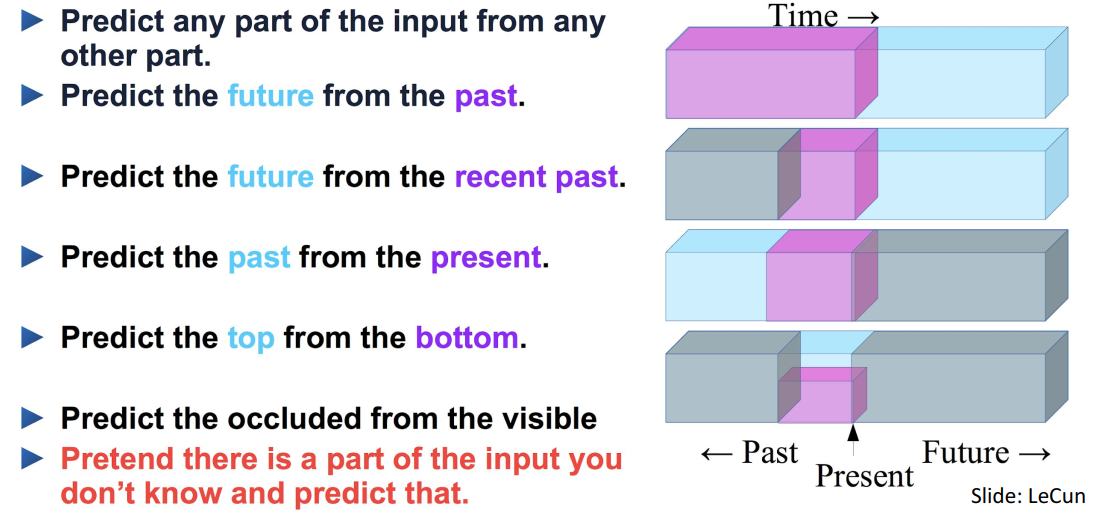 Predict any part of the input from any
other part.
Predict the future from the past.
Predict the future from the recent past.
Predict the past from the present.
Predict the top from the bottom.
Predict the occluded from the visible
Pretend there is a part of the input you
don’t know and predict that.
Time →
← Past
Present
Future →
Slide: LeCun